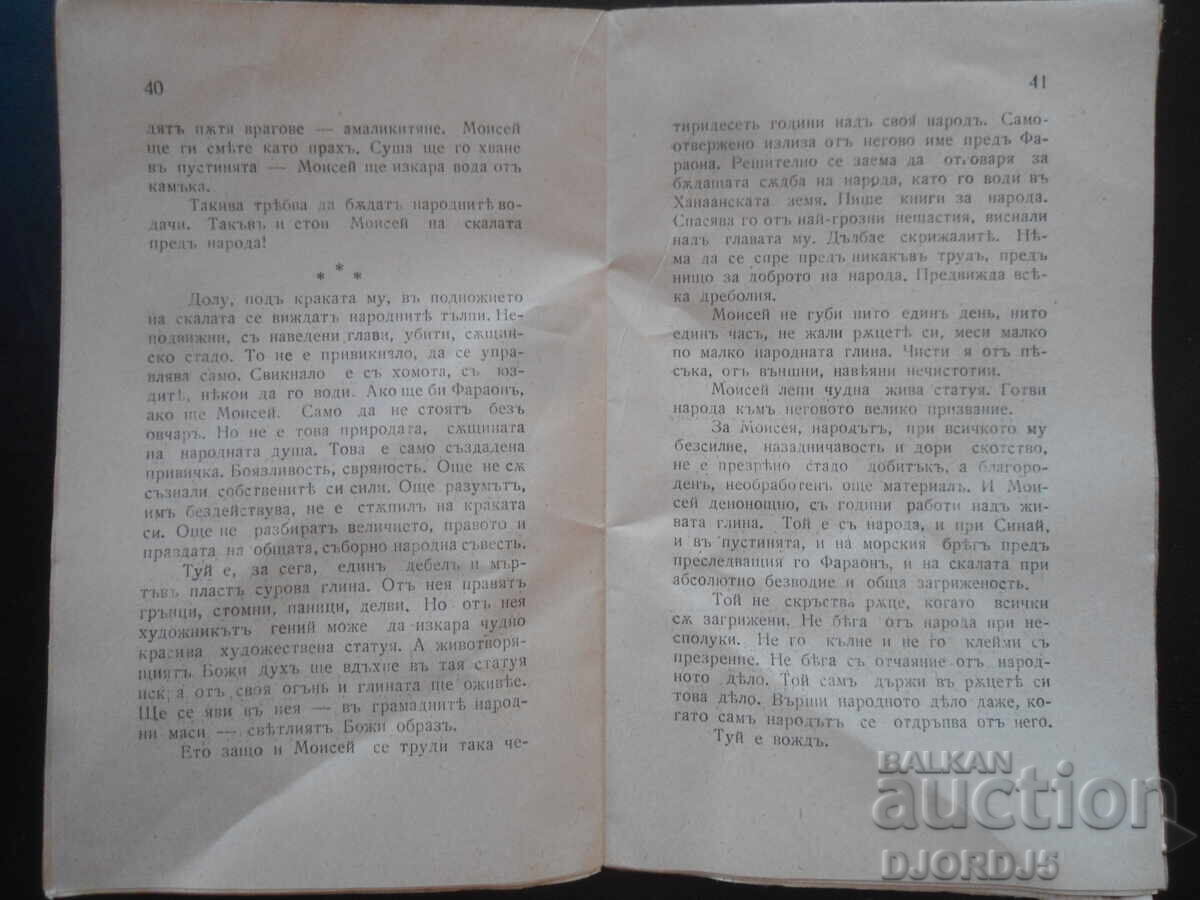 40
дятъ пѫтя врагове — амаликитяне. Моисей
ще ги смѣте като прахъ. Суша ще го хване
въ пустинята — Моисей ще изкара вода отъ
камъка.
Такива трѣбва да бѫдатъ народнитѣ во-
дачи. Такъвъ и стои Моисей на скалата
предъ народа!
* * *
Долу, подъ краката му, въ подножието
на скалата се виждатъ народнитѣ тълпи. Не-
подвижни, съ наведени глави, убити, сѫщин-
ско стадо. То не е привикнало, да се упра-
влява само. Свикнало е съ хомота, съ юз-
дитѣ, нѣкои да го води. Ако ще би Фараонъ,
ако ще Моисей. Само да не стоятъ безъ
овчаръ. Но не е това природата, сѫщината
на народната душа. Това е само създадена
привичка. Боязливость, свряность. Още не сѫ
съзнали собственитѣ си сили. Още разумътъ,
имъ бездействува, не е стѫпилъ на краката
си. Още не разбиратъ величието, правото и
правдата на общата, съборно народна съвесть.
Туй е, за сега, единъ дебелъ и мър-
твъ пластъ сурова глина. Отъ нея правятъ
грънци, стомни, паници, делви. Но отъ нея
художникътъ гений може да изкара чудно
красива художествена статуя. А животворя-
щиятъ Божи духъ ще вдъхне въ тая статуя
искра отъ своя огънь и глината ще оживѣе.
Ще се яви въ нея — въ грамаднитѣ народ-
ни маси — свѣтлиятъ Божи образъ.
Ето защо и Моисей се труди така че-
41
тиридесеть години надъ своя народъ. Само-
отвержено излиза отъ негово име предъ Фа-
раона. Решително се заема да отговаря за
бѫдащата сѫдба на народа, като го води въ
Ханаанската земя. Пише книги за народа.
Спасява го отъ най-грозни нещастия, виснали
надъ главата му. Дълбае скрижалитѣ. Нѣ-
ма да се спре предъ никакъвъ трудъ, предъ
нищо за доброто на народа. Предвижда всѣ-
ка дреболия.
Моисей не губи нито единъ день, нито
единъ часъ, не жали рѫцетѣ си, меси малко
по малко народната глина. Чисти я отъ пѣ-
съка, отъ външни, навѣяни нечистотии.
Моисей лепи чудна жива статуя. Готви
народа къмъ неговото велико призвание.
За Моисея, народътъ, при всичкото му
безсилие, назадничавость и дори скотство,
не е презрѣно стадо добитъкъ, а благоро-
денъ, необработенъ още материалъ. И Мои-
сей денонощно, съ години работи надъ жи-
вата глина. Той е съ народа, и при Синай,
и въ пустинята, и на морския брѣгъ предъ
преследващия го Фараонъ, и на скалата при
абсолютно безводие и обща загриженость.
Той не скръства рѫце, когато всички
сѫ загрижени. Не бѣга отъ народа при не-
сполуки. Не го кълне и не го клейми съ
презрение. Не бѣга съ отчаяние отъ народ-
ното дѣло. Той самъ държи въ рѫцетѣ си
това дѣло. Върши народното дѣло даже, ко-
гато самъ народътъ се отдръпва отъ него.
Туй е вождъ.
BALKAN
auction
DJORDJ5